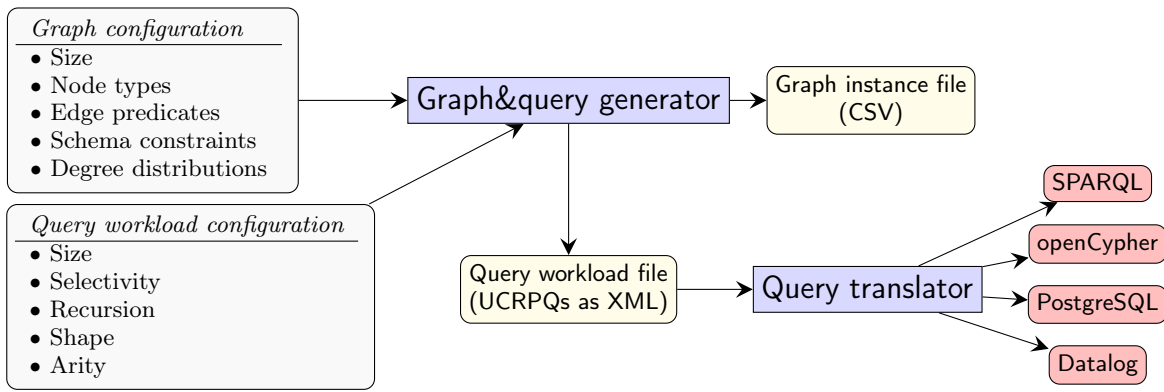 Graph configuration
• Size
• Node types
• Edge predicates
• Schema constraints
• Degree distributions
Query workload configuration
• Size
• Selectivity
• Recursion
• Shape
• Arity
Graph&query generator
Graph instance file
(CSV)
Query workload file
(UCRPQs as XML)
Query translator
SPARQL
openCypher
PostgreSQL
Datalog